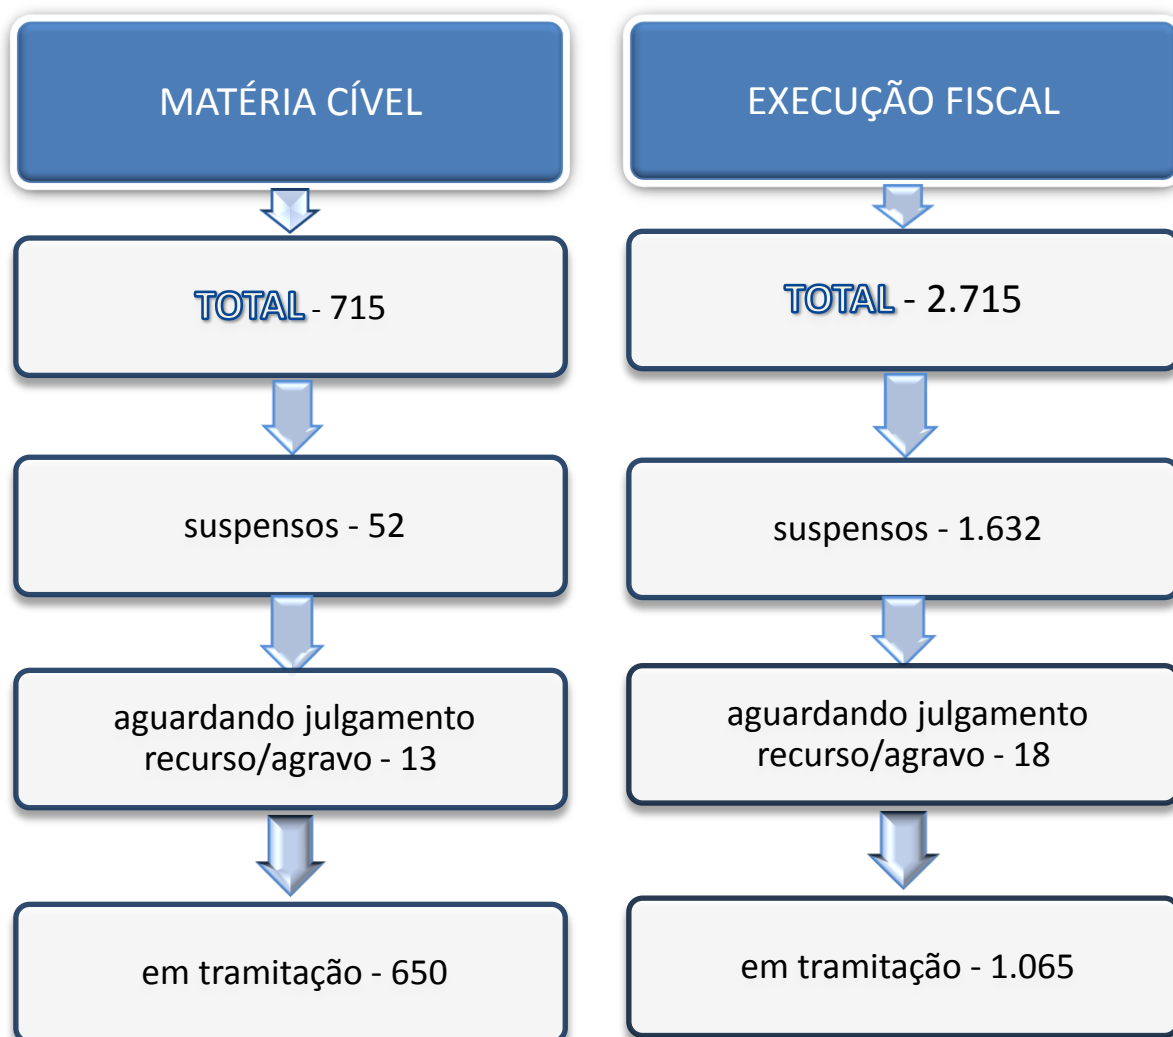 MATÉRIA CÍVEL
TOTAL - 715
suspensos - 52
aguardando julgamento
recurso/agravo - 13
em tramitação - 650
EXECUÇÃO FISCAL
TOTAL - 2.715
suspensos - 1.632
aguardando julgamento
recurso/agravo - 18
em tramitação - 1.065